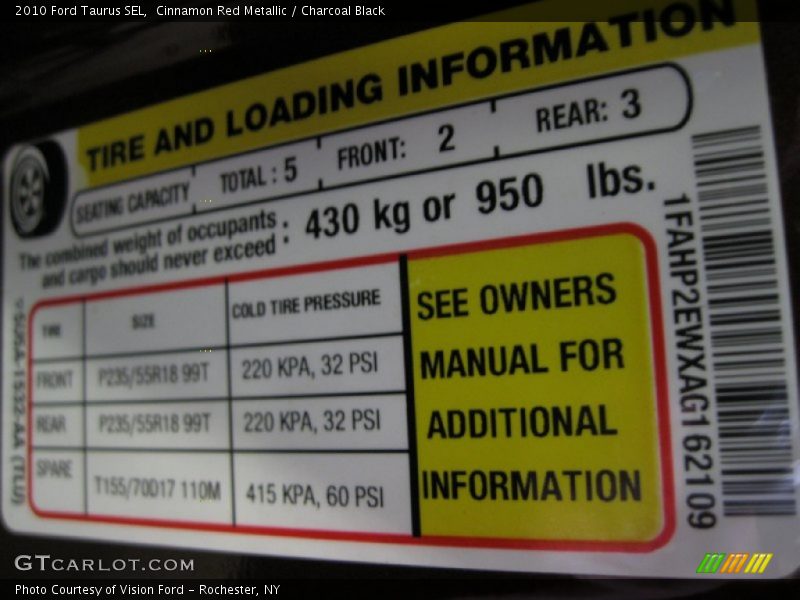 2010 Ford Taurus SEL,  Cinnamon Red Metallic / Charcoal Black
TIRE AND LOADING INFORMATION
SEATING CAPACITY TOTAL : 5 FRONT: 2 REAR: 3
The combined weight of occupants
and cargo should never exceed : 430 kg or 950 lbs.
TIRE SIZE COLD TIRE PRESSURE
FRONT P235/55R18 99T 220 KPA, 32 PSI
REAR P235/55R18 99T 220 KPA, 32 PSI
SPARE T155/70D17 110M 415 KPA, 60 PSI
SEE OWNERS
MANUAL FOR
ADDITIONAL
INFORMATION
1FAHP2EWXAG162109
GTCARLOT.COM
Photo Courtesy of Vision Ford - Rochester, NY